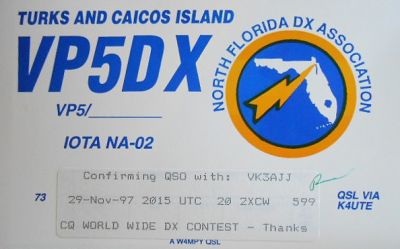 TURKS AND CAICOS ISLAND
VP5DX
NORTH FLORIDA DX ASSOCIATION
VP5/________
IOTA NA-02
Confirming QSO with: VK3AJJ
29-Nov-97 2015 UTC 20 2XCW 599
CQ WORLD WIDE DX CONTEST - Thanks
73
QSL VIA
K4UTE
A W4MPY QSL